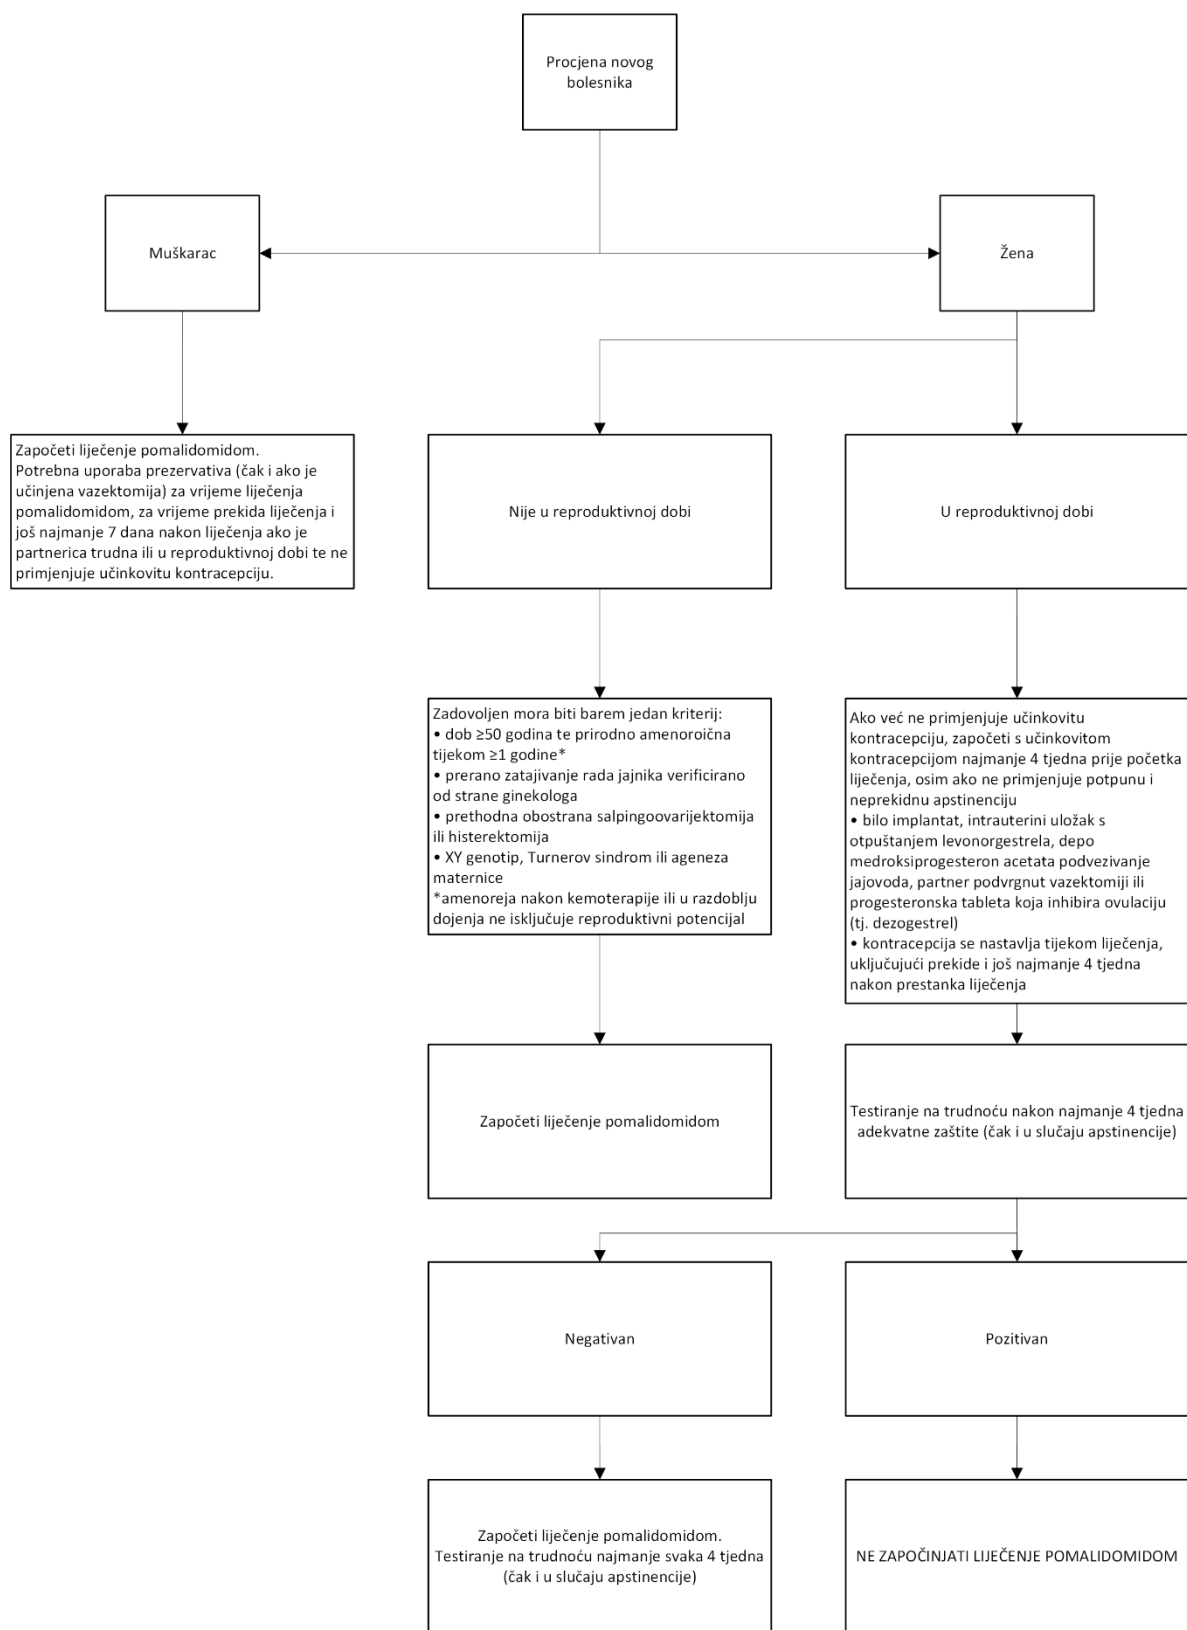 Procjena novog
bolesnika
Muškarac
Žena
Započeti liječenje pomalidomidom.
Potrebna uporaba prezervativa (čak i ako je
učinjena vazektomija) za vrijeme liječenja
pomalidomidom, za vrijeme prekida liječenja i
još najmanje 7 dana nakon liječenja ako je
partnerica trudna ili u reproduktivnoj dobi te ne
primjenjuje učinkovitu kontracepciju.
Nije u reproduktivnoj dobi
U reproduktivnoj dobi
Zadovoljen mora biti barem jedan kriterij:
• dob ≥50 godina te prirodno amenoroična
tijekom ≥1 godine*
• prerano zatajivanje rada jajnika verificirano
od strane ginekologa
• prethodna obostrana salpingoovarijektomija
ili histerektomija
• XY genotip, Turnerov sindrom ili ageneza
maternice
*amenoreja nakon kemoterapije ili u razdoblju
dojenja ne isključuje reproduktivni potencijal
Ako već ne primjenjuje učinkovitu
kontracepciju, započeti s učinkovitom
kontracepcijom najmanje 4 tjedna prije početka
liječenja, osim ako ne primjenjuje potpunu i
neprekidnu apstinenciju
• bilo implantat, intrauterini uložak s
otpuštanjem levonorgestrela, depo
medroksiprogesteron acetata podvezivanje
jajovoda, partner podvrgnut vazektomiji ili
progesteronska tableta koja inhibira ovulaciju
(tj. dezogestrel)
• kontracepcija se nastavlja tijekom liječenja,
uključujući prekide i još najmanje 4 tjedna
nakon prestanka liječenja
Započeti liječenje pomalidomidom
Testiranje na trudnoću nakon najmanje 4 tjedna
adekvatne zaštite (čak i u slučaju apstinencije)
Negativan
Pozitivan
Započeti liječenje pomalidomidom.
Testiranje na trudnoću najmanje svaka 4 tjedna
(čak i u slučaju apstinencije)
NE ZAPOČINJATI LIJEČENJE POMALIDOMIDOM